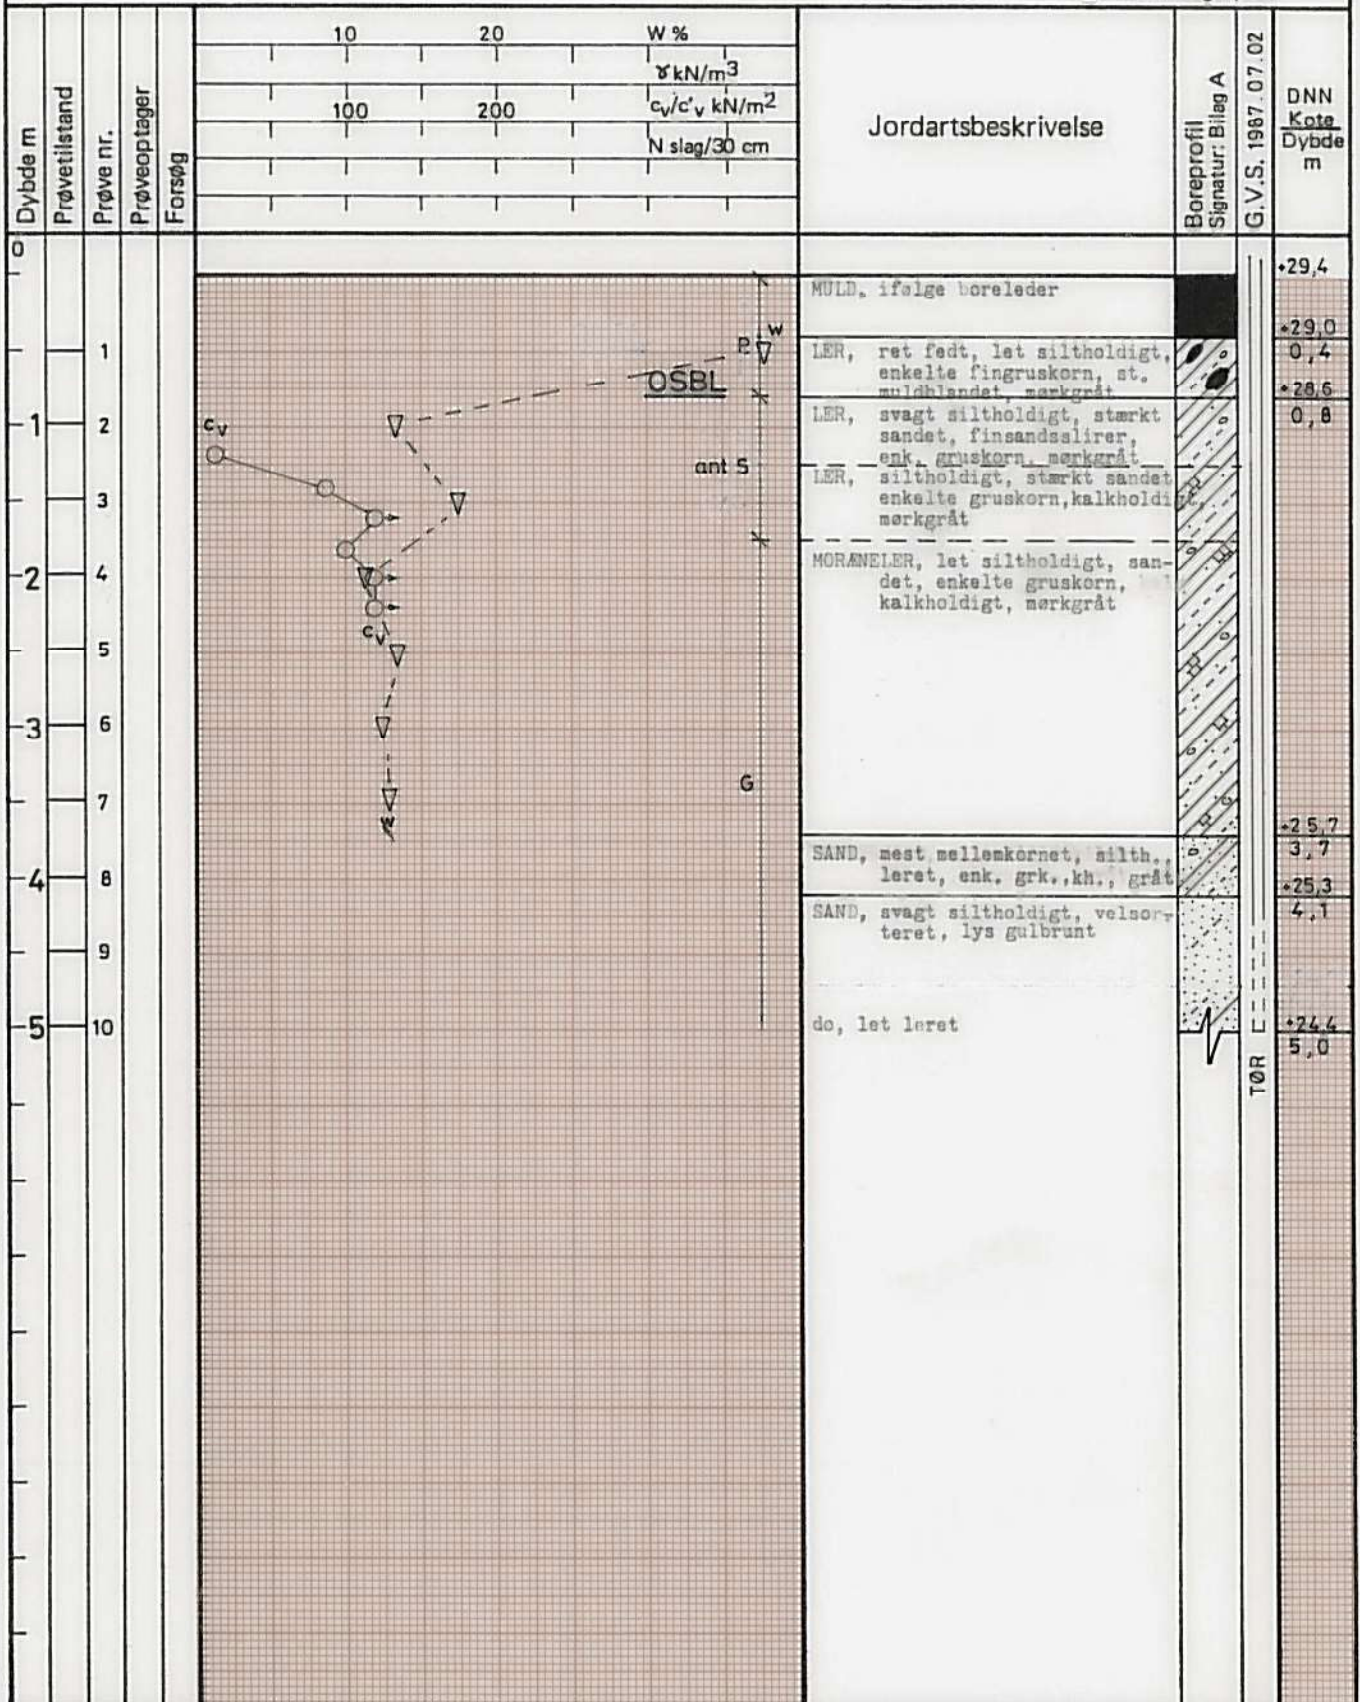 10 20 W %
γ kN/m3
100 200 cv/c'v kN/m2
N slag/30 cm
Dybde m
Prøvetilstand
Prøve nr.
Prøveoptager
Forsøg
Jordartsbeskrivelse
Boreprofil
Signatur: Bilag A
G.V.S. 1987.07.02
DNN
Kote
Dybde
m
0
+29,4
MULD, ifølge boreleder
w
+29,0
1
P
LER, ret fedt, let siltholdigt,
0,4
enkelte fingruskorn, st.
OSBL
muldblandet, mørkgråt
+28,6
1
2
cv
LER, svagt siltholdigt, stærkt
0,8
sandet, finsandsslirer,
enk. gruskorn, mørkgråt
ant S
LER, siltholdigt, stærkt sandet
3
enkelte gruskorn, kalkholdigt,
mørkgråt
2
4
MORÆNELER, let siltholdigt, san-
det, enkelte gruskorn,
kalkholdigt, mørkgråt
cv
5
3
6
7
G
w
+25,7
SAND, mest mellemkornet, silth.,
3,7
4
8
leret, enk. grk.,kh., gråt
+25,3
SAND, svagt siltholdigt, velsor-
4,1
teret, lys gulbrunt
9
5
10
do, let leret
+24,4
5,0
TØR